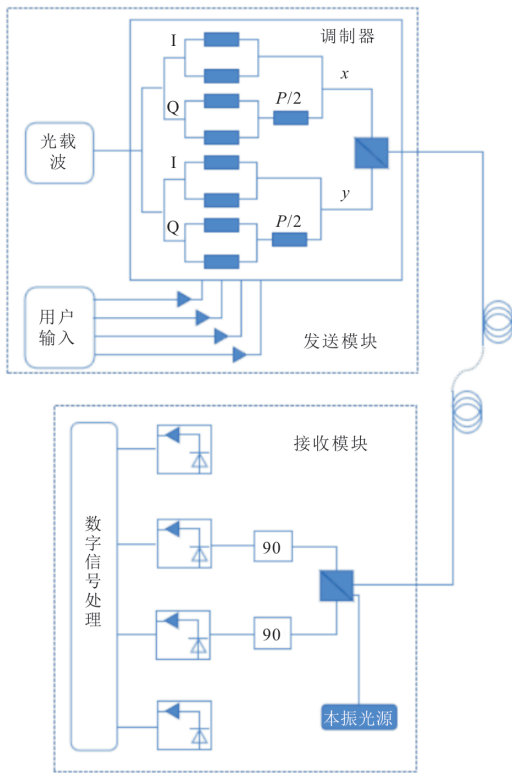 调制器
I
x
Q
P/2
光载
波
I
y
Q
P/2
用户
输入
发送模块
接收模块
数字信号处理
90
90
本振光源